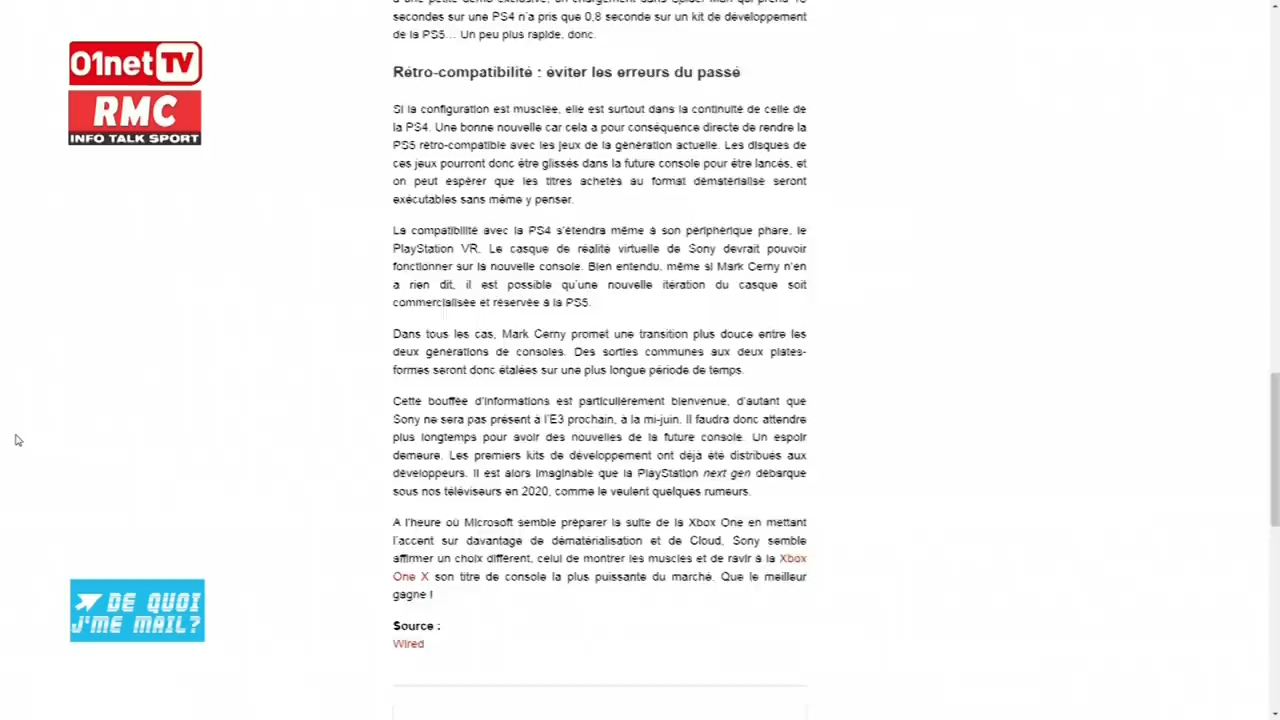 01net TV
RMC
INFO TALK SPORT
secondes sur une PS4 n'a pris que 0,8 seconde sur un kit de développement
de la PS5... Un peu plus rapide, donc.
Rétro-compatibilité : éviter les erreurs du passé
Si la configuration est musclée, elle est surtout dans la continuité de celle de
la PS4. Une bonne nouvelle car cela a pour conséquence directe de rendre la
PS5 rétro-compatible avec les jeux de la génération actuelle. Les disques de
ces jeux pourront donc être glissés dans la future console pour être lancés, et
on peut espérer que les titres achetés au format dématérialisé seront
exécutables sans même y penser.
La compatibilité avec la PS4 s'étendra même à son périphérique phare, le
PlayStation VR. Le casque de réalité virtuelle de Sony devrait pouvoir
fonctionner sur la nouvelle console. Bien entendu, même si Mark Cerny n'en
a rien dit, il est possible qu'une nouvelle itération du casque soit
commercialisée et réservée à la PS5.
Dans tous les cas, Mark Cerny promet une transition plus douce entre les
deux générations de consoles. Des sorties communes aux deux plates-
formes seront donc étalées sur une plus longue période de temps.
Cette bouffée d'informations est particulièrement bienvenue, d'autant que
Sony ne sera pas présent à l'E3 prochain, à la mi-juin. Il faudra donc attendre
plus longtemps pour avoir des nouvelles de la future console. Un espoir
demeure. Les premiers kits de développement ont déjà été distribués aux
développeurs. Il est alors imaginable que la PlayStation next gen débarque
sous nos téléviseurs en 2020, comme le veulent quelques rumeurs.
A l'heure où Microsoft semble préparer la suite de la Xbox One en mettant
l'accent sur davantage de dématérialisation et de Cloud, Sony semble
affirmer un choix différent, celui de montrer les muscles et de ravir à la Xbox
One X son titre de console la plus puissante du marché. Que le meilleur
gagne !
Source :
Wired
DE QUOI
J'ME MAIL?